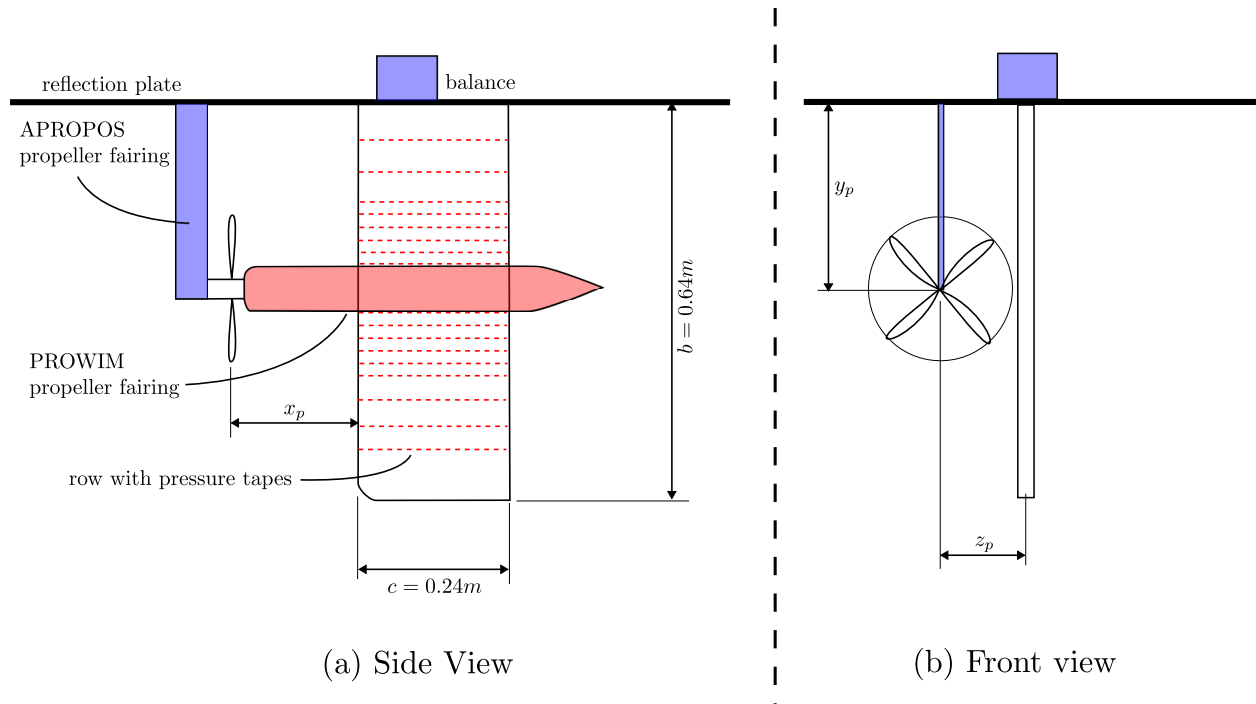 reflection plate
balance
APROPOS
propeller fairing
PROWIM
propeller fairing
x_p
row with pressure tapes
c = 0.24m
b = 0.64m
(a) Side View
y_p
z_p
(b) Front view